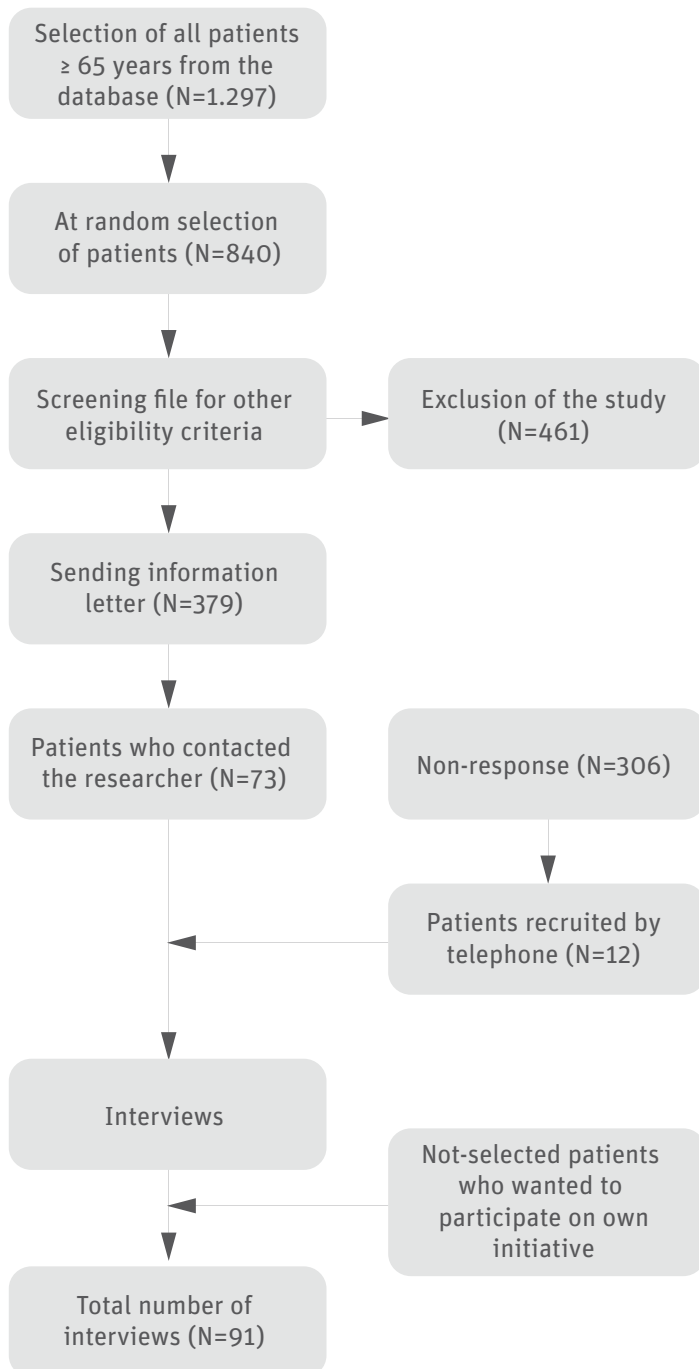 Selection of all patients
≥ 65 years from the
database (N=1.297)
At random selection
of patients (N=840)
Screening file for other
eligibility criteria
Exclusion of the study
(N=461)
Sending information
letter (N=379)
Patients who contacted
the researcher (N=73)
Non-response (N=306)
Patients recruited by
telephone (N=12)
Interviews
Not-selected patients
who wanted to
participate on own
initiative
Total number of
interviews (N=91)